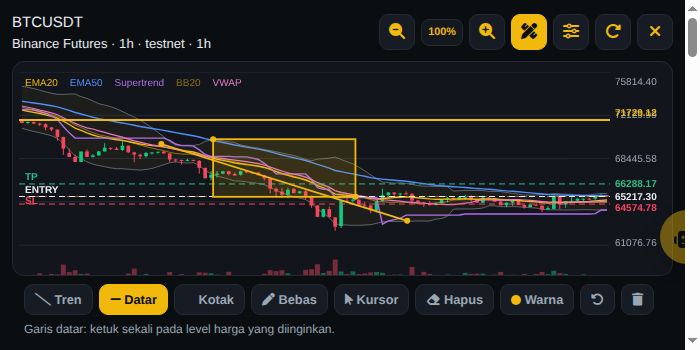 BTCUSDT
Binance Futures · 1h · testnet · 1h
100%
EMA20 EMA50 Supertrend BB20 VWAP
75814.40
68445.58
TP
66288.17
ENTRY
65217.30
SL
64574.78
61076.76
Tren Datar Kotak Bebas Kursor Hapus Warna
Garis datar: ketuk sekali pada level harga yang diinginkan.